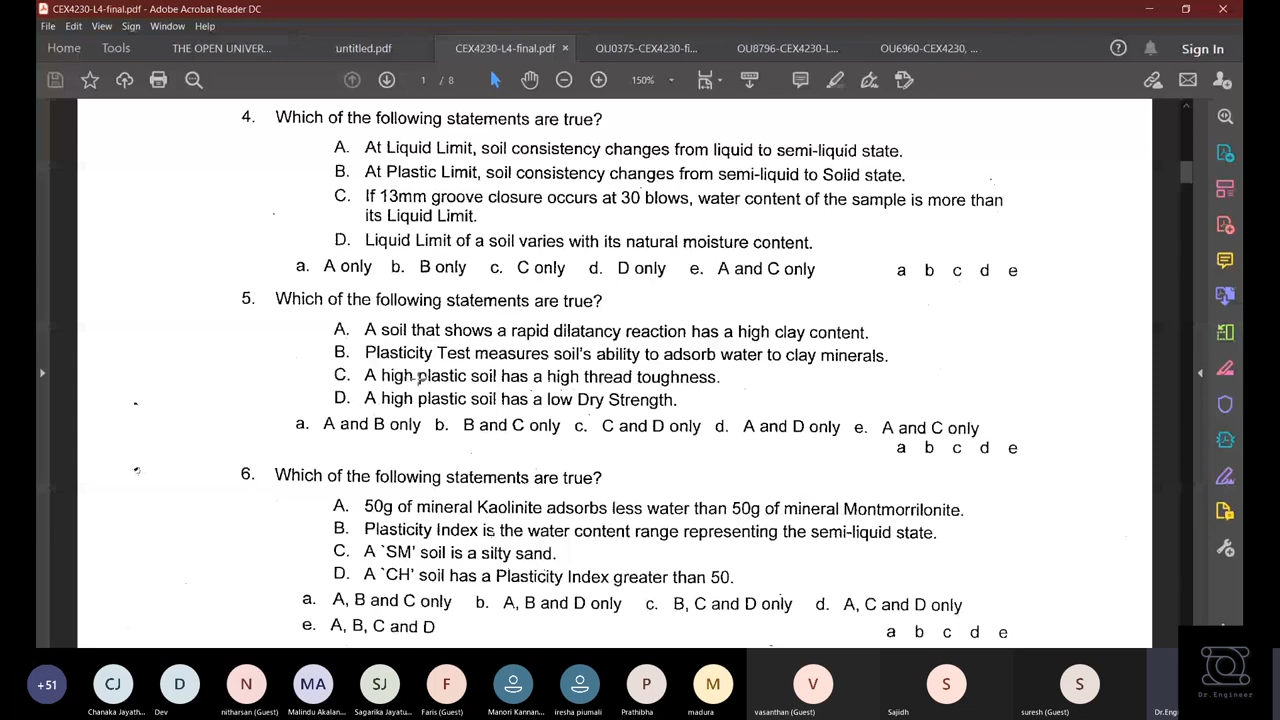 CEX4230-L4-final.pdf - Adobe Acrobat Reader DC
File Edit View Sign Window Help
Home Tools THE OPEN UNIVER... untitled.pdf CEX4230-L4-final.pdf × OU0375-CEX4230-fi... OU8796-CEX4230-L... OU6960-CEX4230, ... Sign In
1 / 8 150%
4. Which of the following statements are true?
A. At Liquid Limit, soil consistency changes from liquid to semi-liquid state.
B. At Plastic Limit, soil consistency changes from semi-liquid to Solid state.
C. If 13mm groove closure occurs at 30 blows, water content of the sample is more than
its Liquid Limit.
D. Liquid Limit of a soil varies with its natural moisture content.
a. A only b. B only c. C only d. D only e. A and C only a b c d e
5. Which of the following statements are true?
A. A soil that shows a rapid dilatancy reaction has a high clay content.
B. Plasticity Test measures soil's ability to adsorb water to clay minerals.
C. A high plastic soil has a high thread toughness.
D. A high plastic soil has a low Dry Strength.
a. A and B only b. B and C only c. C and D only d. A and D only e. A and C only
a b c d e
6. Which of the following statements are true?
A. 50g of mineral Kaolinite adsorbs less water than 50g of mineral Montmorrilonite.
B. Plasticity Index is the water content range representing the semi-liquid state.
C. A `SM' soil is a silty sand.
D. A `CH' soil has a Plasticity Index greater than 50.
a. A, B and C only b. A, B and D only c. B, C and D only d. A, C and D only
e. A, B, C and D a b c d e
+51 CJ D N MA SJ F P M V S S Dr.Engineer
Chanaka Jayath... Dev nitharsan (Guest) Malindu Akalan... Sagarika Jayatu... Faris (Guest) Manori Kannan... iresha piumali Prathibha madura vasanthan (Guest) Sajidh suresh (Guest) Dr.Eng